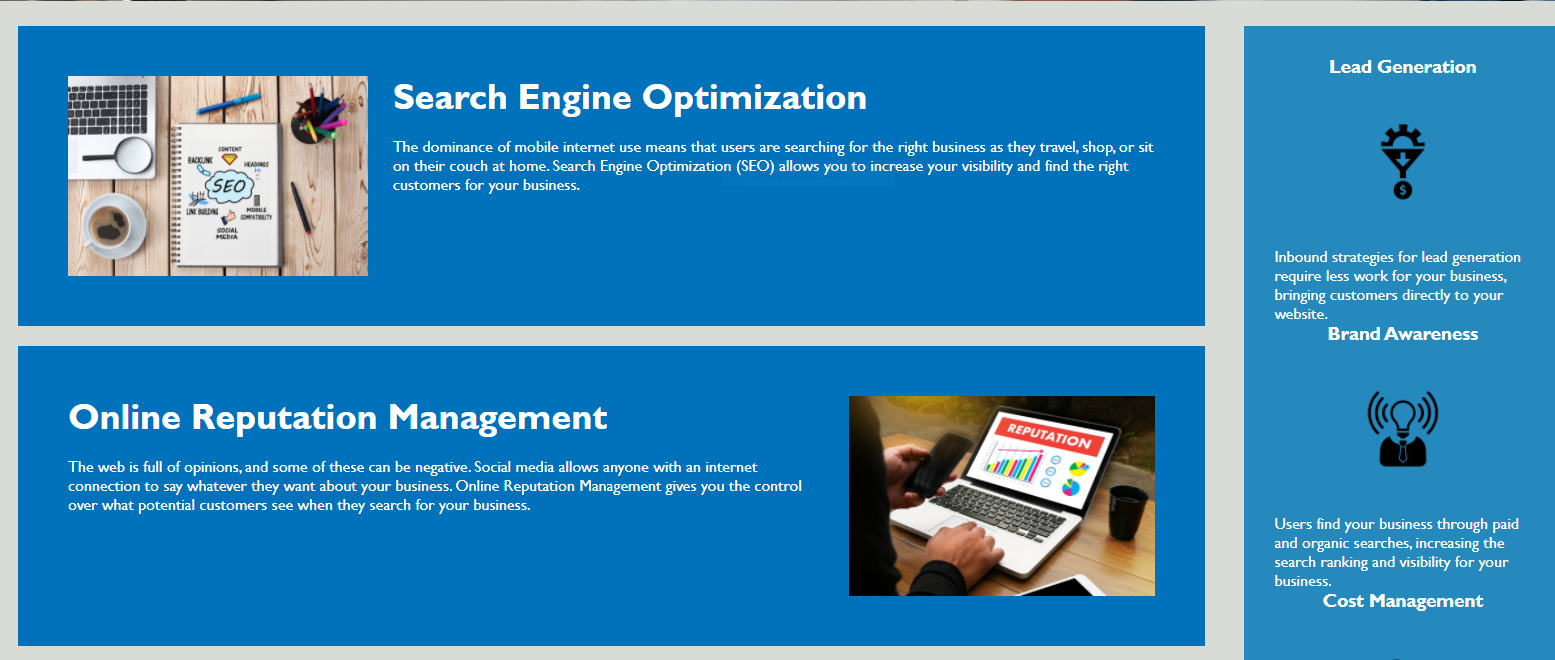 Search Engine Optimization
The dominance of mobile internet use means that users are searching for the right business as they travel, shop, or sit
on their couch at home. Search Engine Optimization (SEO) allows you to increase your visibility and find the right
customers for your business.
CONTENT
BACKLINK
HEADINGS
SEO
LINK BUILDING
MOBILE
COMPATIBILITY
SOCIAL
MEDIA
Online Reputation Management
The web is full of opinions, and some of these can be negative. Social media allows anyone with an internet
connection to say whatever they want about your business. Online Reputation Management gives you the control
over what potential customers see when they search for your business.
REPUTATION
Lead Generation
$
Inbound strategies for lead generation
require less work for your business,
bringing customers directly to your
website.
Brand Awareness
Users find your business through paid
and organic searches, increasing the
search ranking and visibility for your
business.
Cost Management